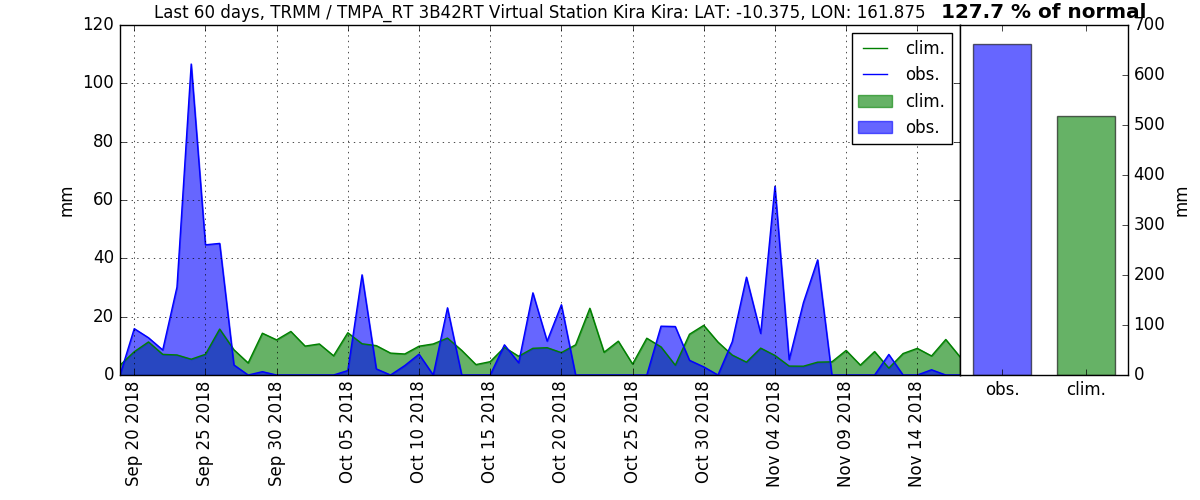 Last 60 days, TRMM / TMPA_RT 3B42RT Virtual Station Kira Kira: LAT: -10.375, LON: 161.875
127.7 % of normal
120
100
80
60
40
20
0
mm
clim.
obs.
clim.
obs.
700
600
500
400
300
200
100
0
mm
Sep 20 2018
Sep 25 2018
Sep 30 2018
Oct 05 2018
Oct 10 2018
Oct 15 2018
Oct 20 2018
Oct 25 2018
Oct 30 2018
Nov 04 2018
Nov 09 2018
Nov 14 2018
obs.
clim.